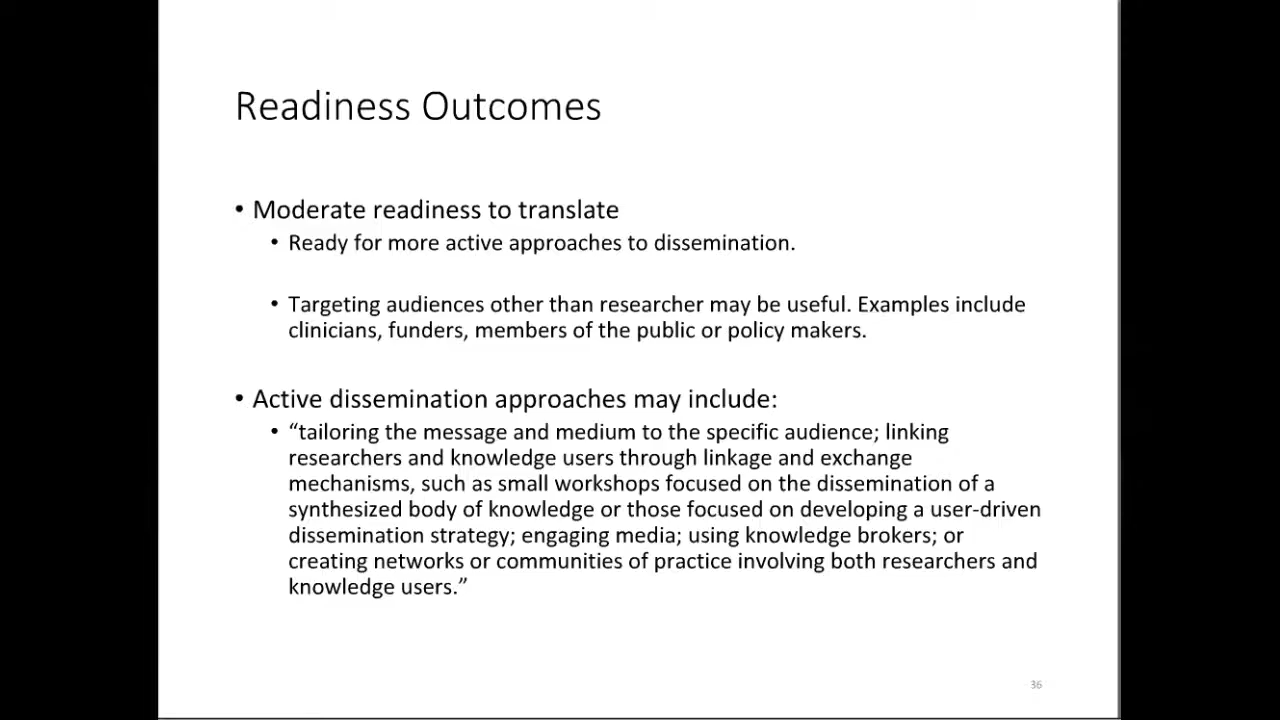 Readiness Outcomes
• Moderate readiness to translate
• Ready for more active approaches to dissemination.
• Targeting audiences other than researcher may be useful. Examples include
clinicians, funders, members of the public or policy makers.
• Active dissemination approaches may include:
• “tailoring the message and medium to the specific audience; linking
researchers and knowledge users through linkage and exchange
mechanisms, such as small workshops focused on the dissemination of a
synthesized body of knowledge or those focused on developing a user-driven
dissemination strategy; engaging media; using knowledge brokers; or
creating networks or communities of practice involving both researchers and
knowledge users.”
36